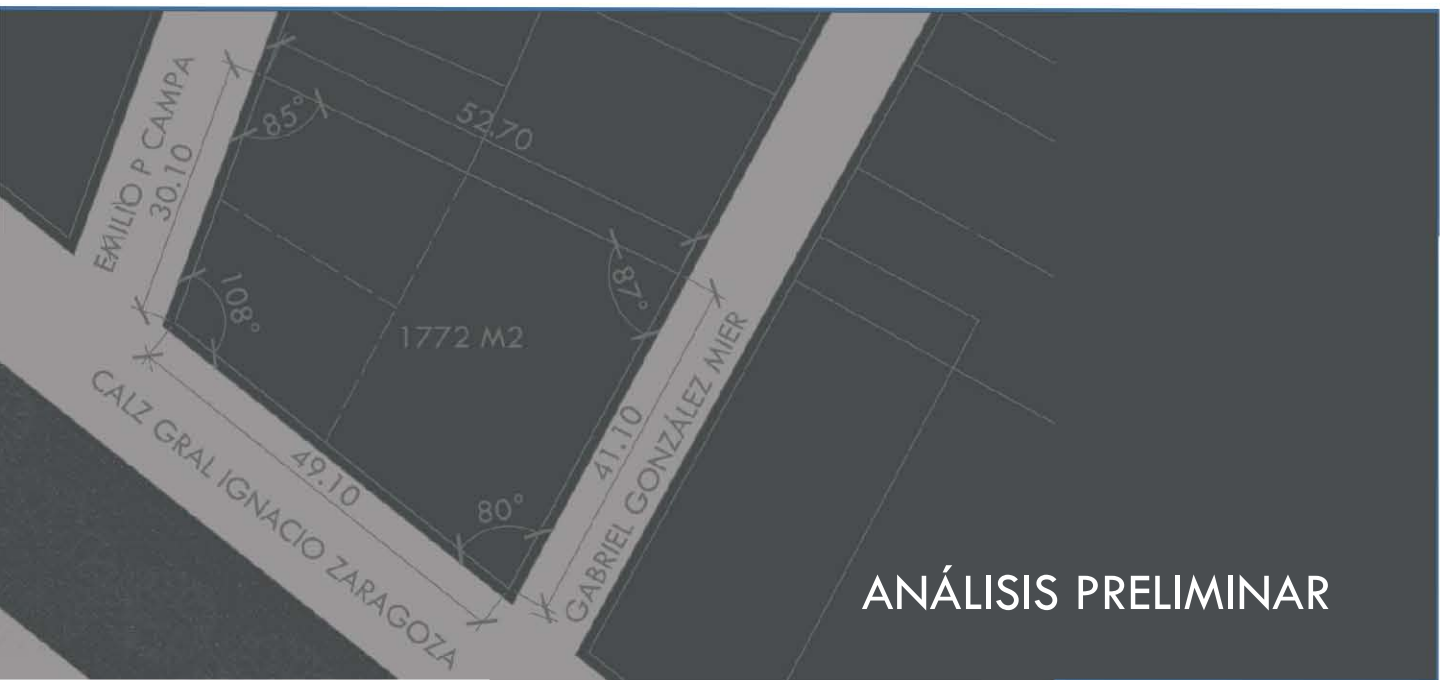 EMILIO P CAMPA
30.10
85°
52.70
108°
87°
1772 M2
CALZ GRAL IGNACIO ZARAGOZA
49.10
80°
41.10
GABRIEL GONZÁLEZ MIER
ANÁLISIS PRELIMINAR